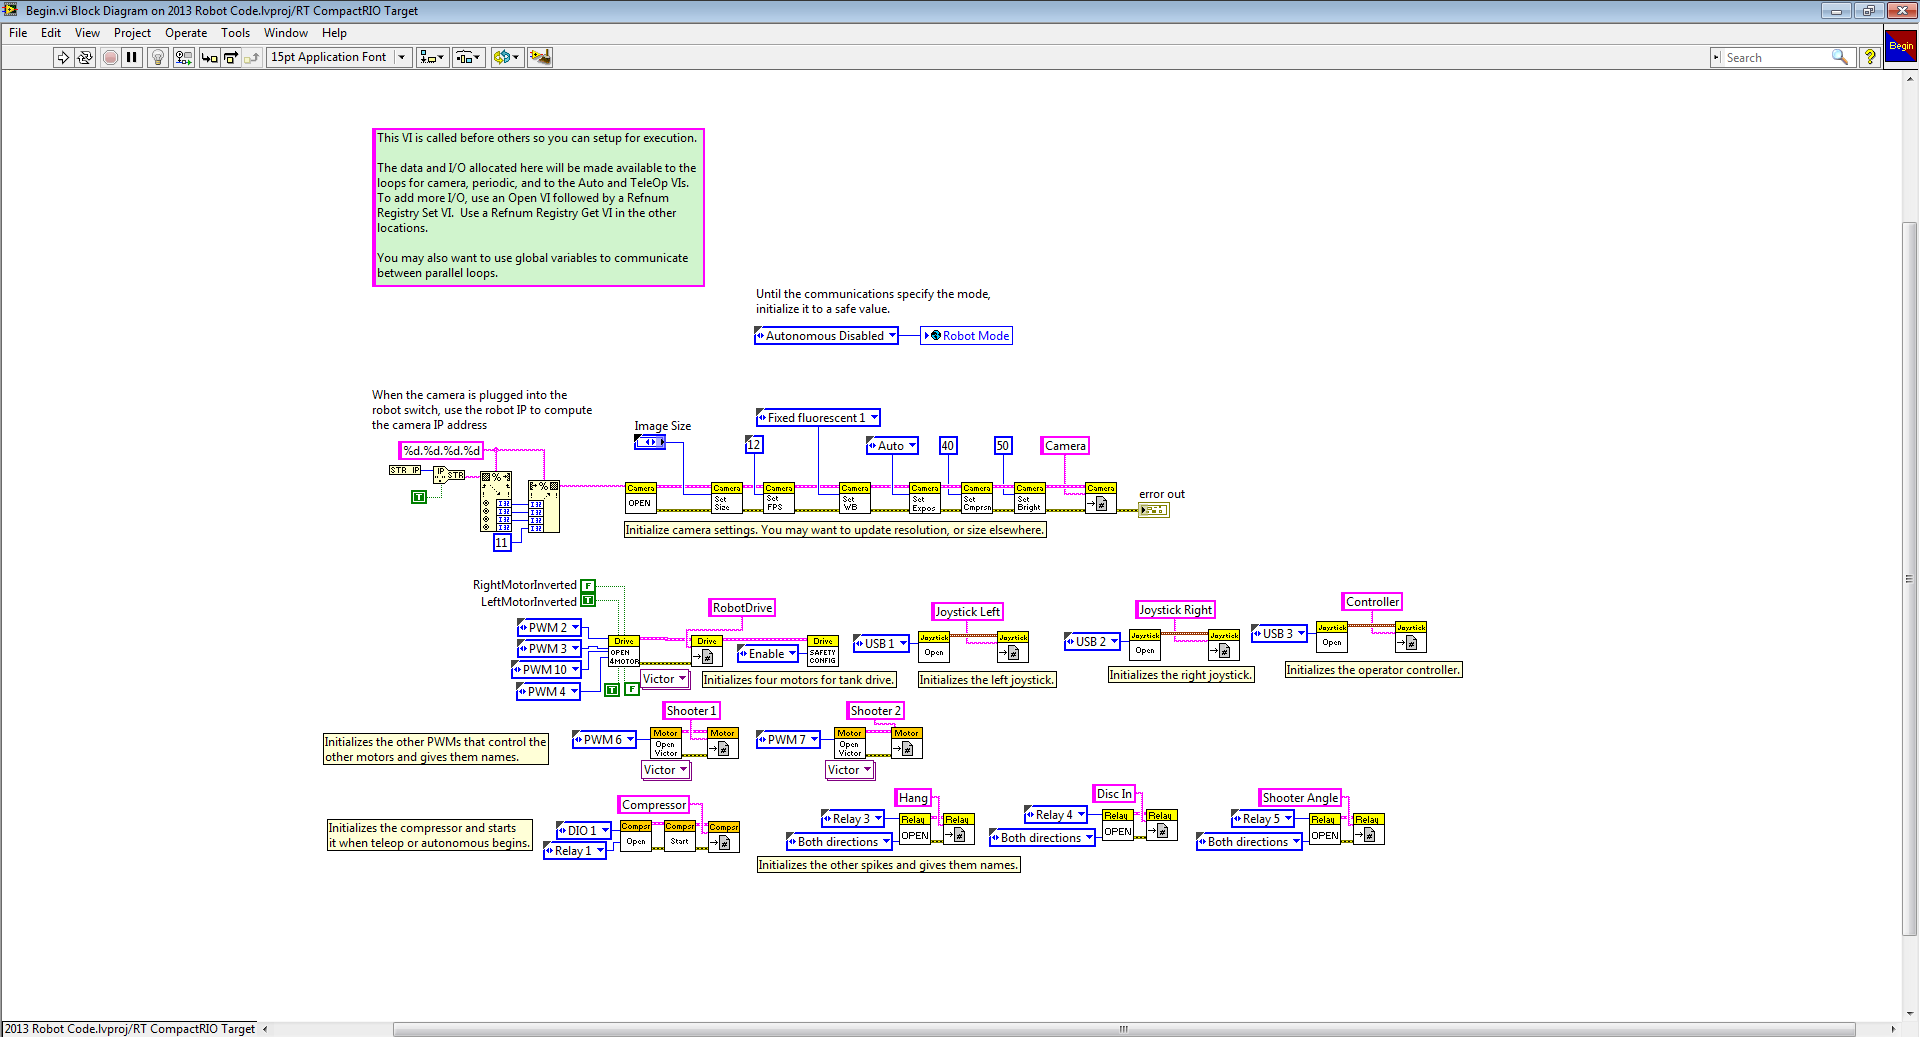 Begin.vi Block Diagram on 2013 Robot Code.lvproj/RT CompactRIO Target
File Edit View Project Operate Tools Window Help
15pt Application Font
Search
Begin
This VI is called before others so you can setup for execution.
The data and I/O allocated here will be made available to the
loops for camera, periodic, and to the Auto and TeleOp VIs.
To add more I/O, use an Open VI followed by a Refnum
Registry Set VI.  Use a Refnum Registry Get VI in the other
locations.
You may also want to use global variables to communicate
between parallel loops.
Until the communications specify the mode,
initialize it to a safe value.
Autonomous Disabled
Robot Mode
When the camera is plugged into the
robot switch, use the robot IP to compute
the camera IP address
%d.%d.%d.%d
STR IP
IP
STR
T
%
I32
I32
I32
I32
11
%
I32
I32
I32
I32
Image Size
12
Fixed fluorescent 1
Auto
40
50
Camera
Camera
OPEN
Camera
Set
Size
Camera
Set
FPS
Camera
Set
WB
Camera
Set
Expos
Camera
Set
Cmprsn
Camera
Set
Bright
Camera
#
error out
Initialize camera settings. You may want to update resolution, or size elsewhere.
RightMotorInverted F
LeftMotorInverted T
PWM 2
PWM 3
PWM 10
PWM 4
Drive
OPEN
4MOTOR
T
F
Victor
RobotDrive
Drive
#
Enable
Drive
SAFETY
CONFIG
Initializes four motors for tank drive.
Joystick Left
USB 1
Joystick
Open
Joystick
#
Initializes the left joystick.
Joystick Right
USB 2
Joystick
Open
Joystick
#
Initializes the right joystick.
Controller
USB 3
Joystick
Open
Joystick
#
Initializes the operator controller.
Initializes the other PWMs that control the
other motors and gives them names.
Shooter 1
PWM 6
Motor
Open
Victor
Motor
#
Victor
Shooter 2
PWM 7
Motor
Open
Victor
Motor
#
Victor
Initializes the compressor and starts
it when teleop or autonomous begins.
Compressor
DIO 1
Relay 1
Compsr
Open
Compsr
Start
Compsr
#
Hang
Relay 3
Both directions
Relay
OPEN
Relay
#
Disc In
Relay 4
Both directions
Relay
OPEN
Relay
#
Shooter Angle
Relay 5
Both directions
Relay
OPEN
Relay
#
Initializes the other spikes and gives them names.
2013 Robot Code.lvproj/RT CompactRIO Target